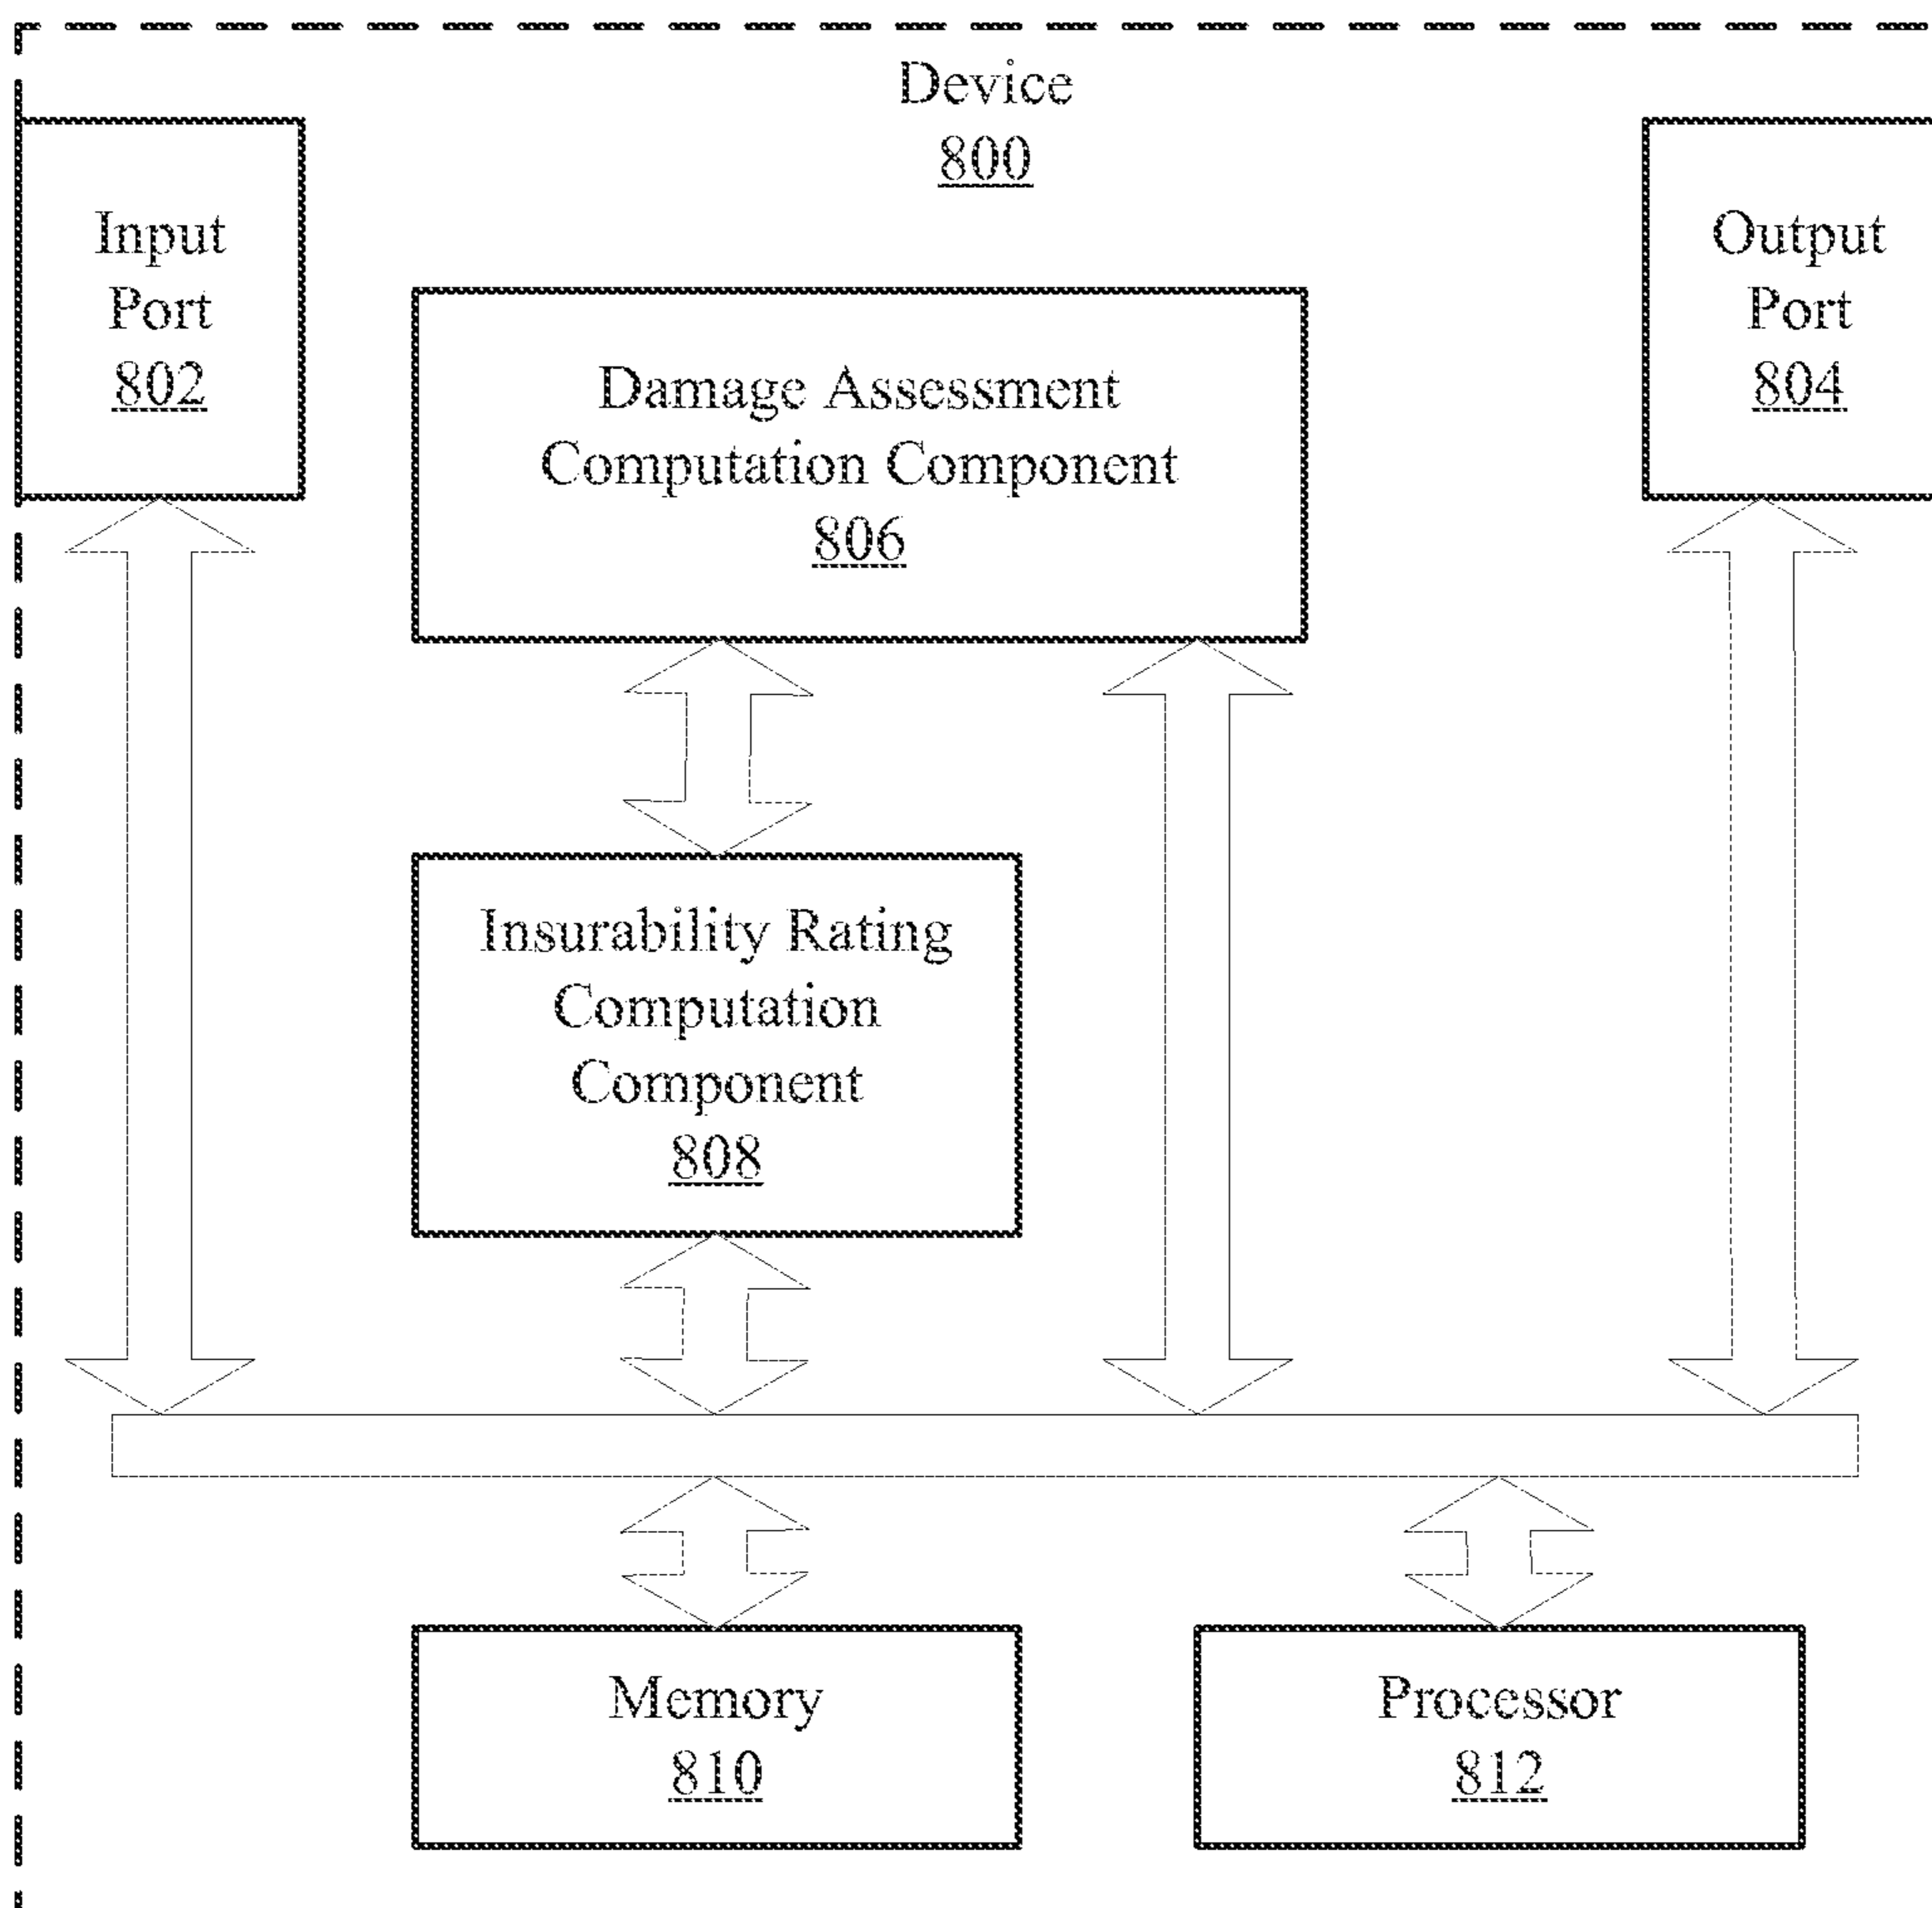 Device
800
Input
Port
802
Output
Port
804
Damage Assessment
Computation Component
806
Insurability Rating
Computation
Component
808
Memory
810
Processor
812